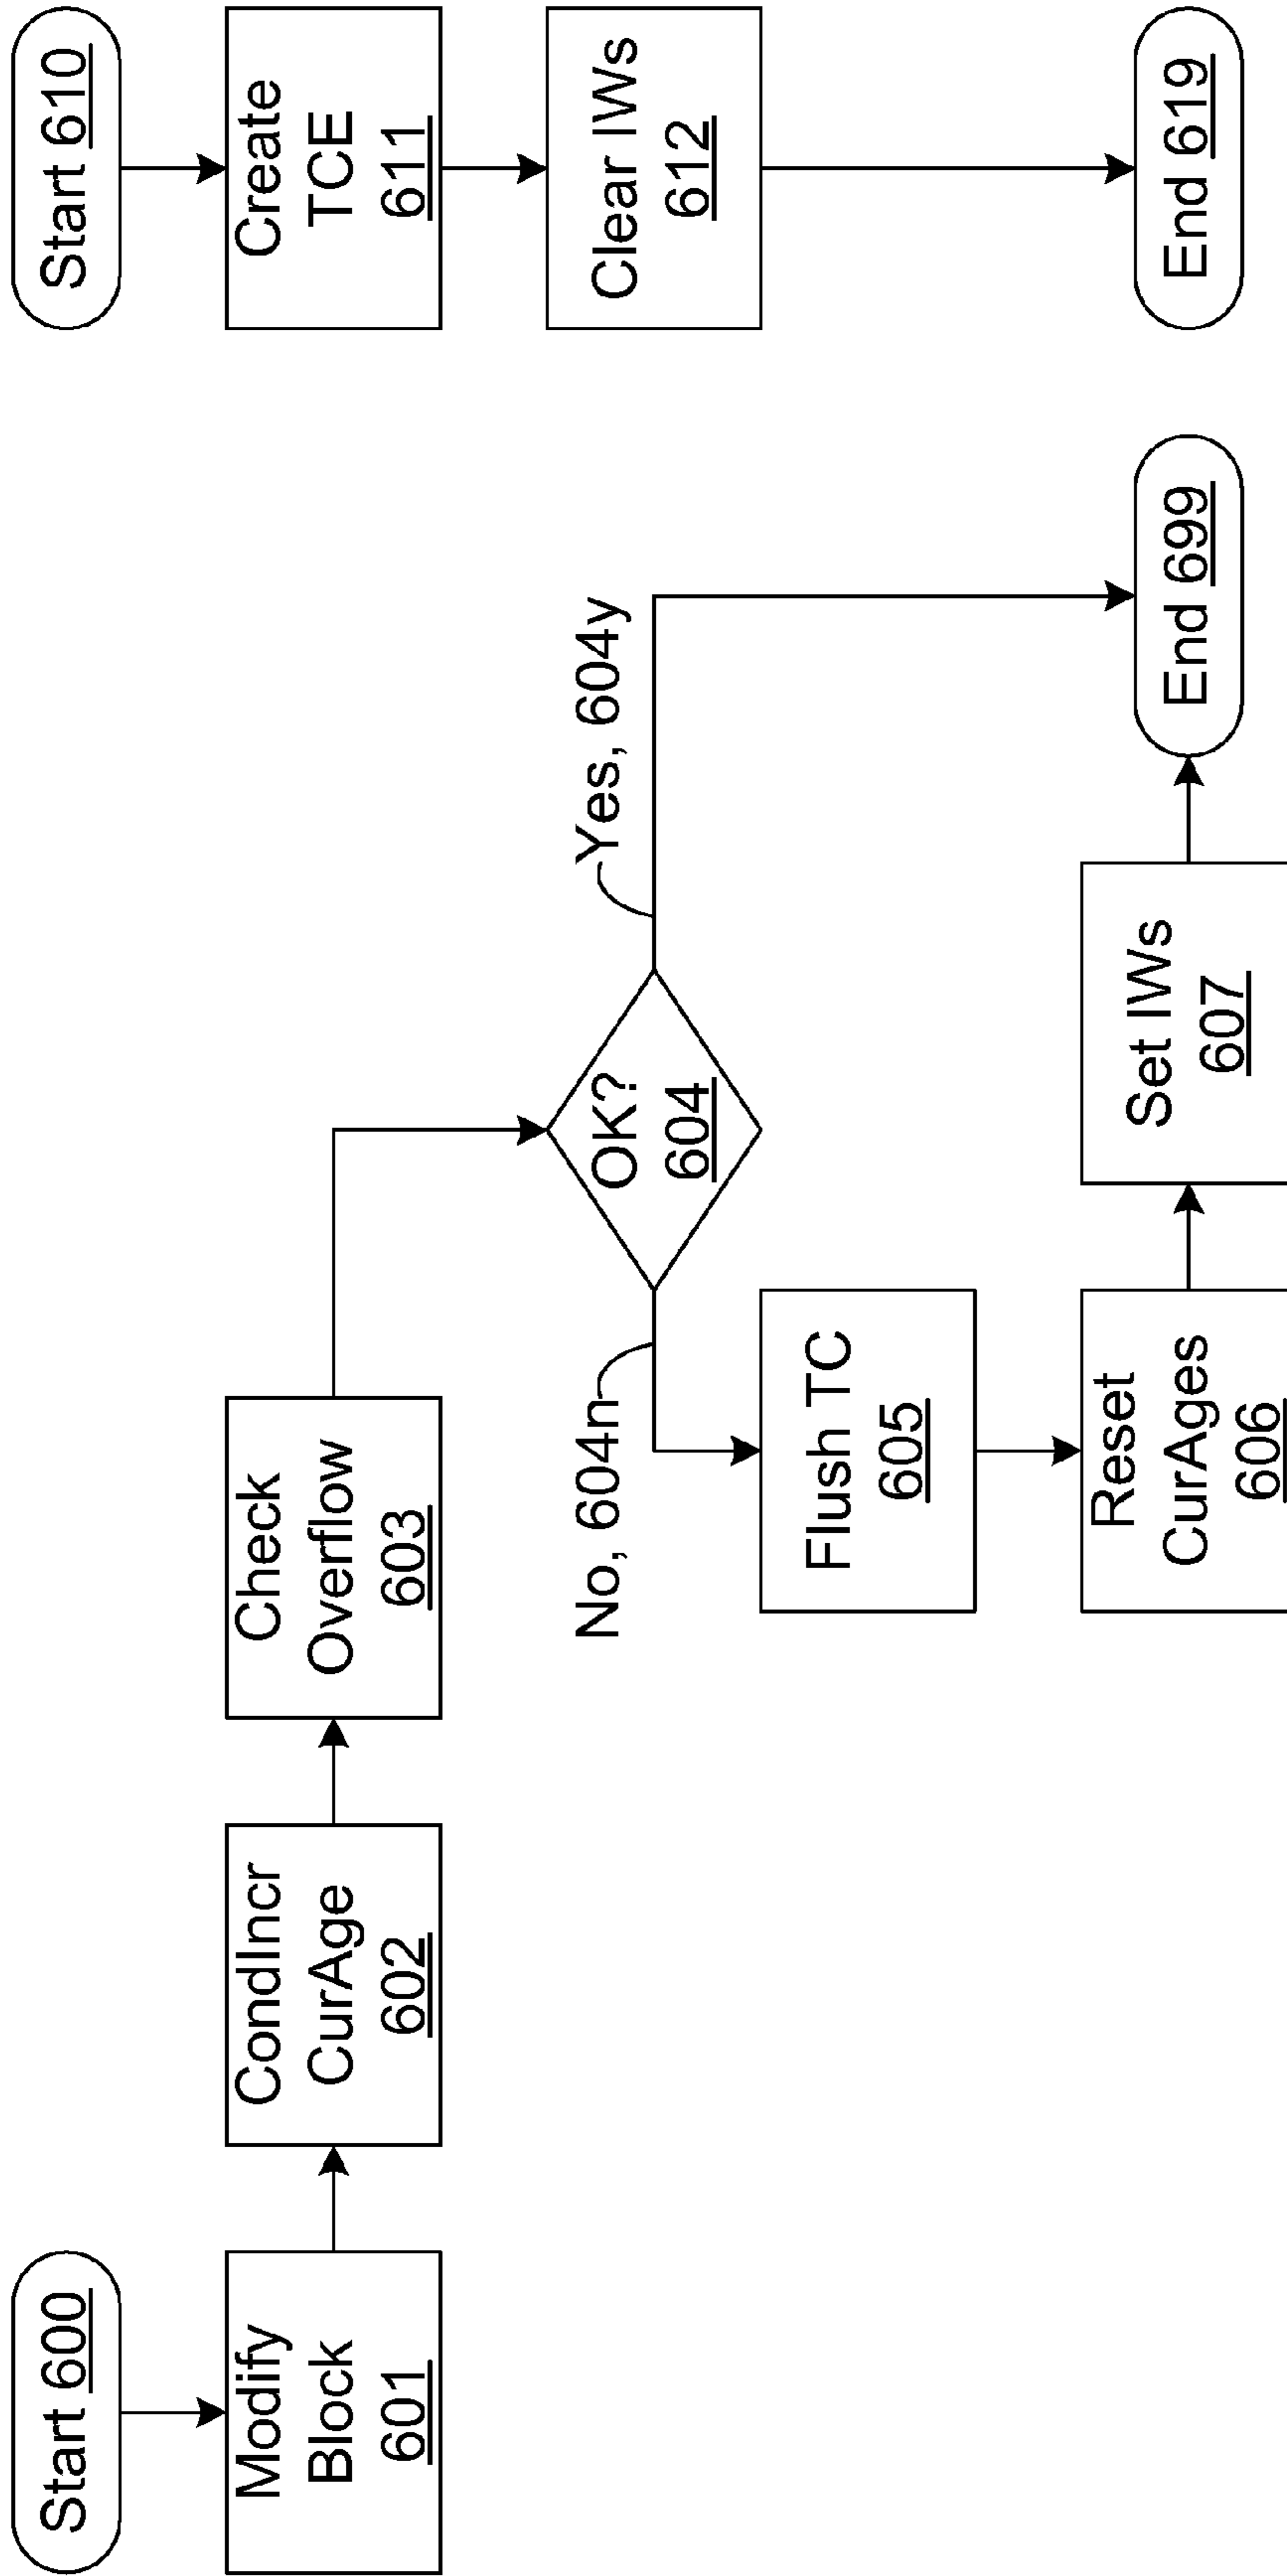 Start 600
Modify
Block
601
CondIncr
CurAge
602
Check
Overflow
603
OK?
604
No, 604n
Yes, 604y
Flush TC
605
Reset
CurAges
606
Set IWs
607
End 699
Start 610
Create
TCE
611
Clear IWs
612
End 619